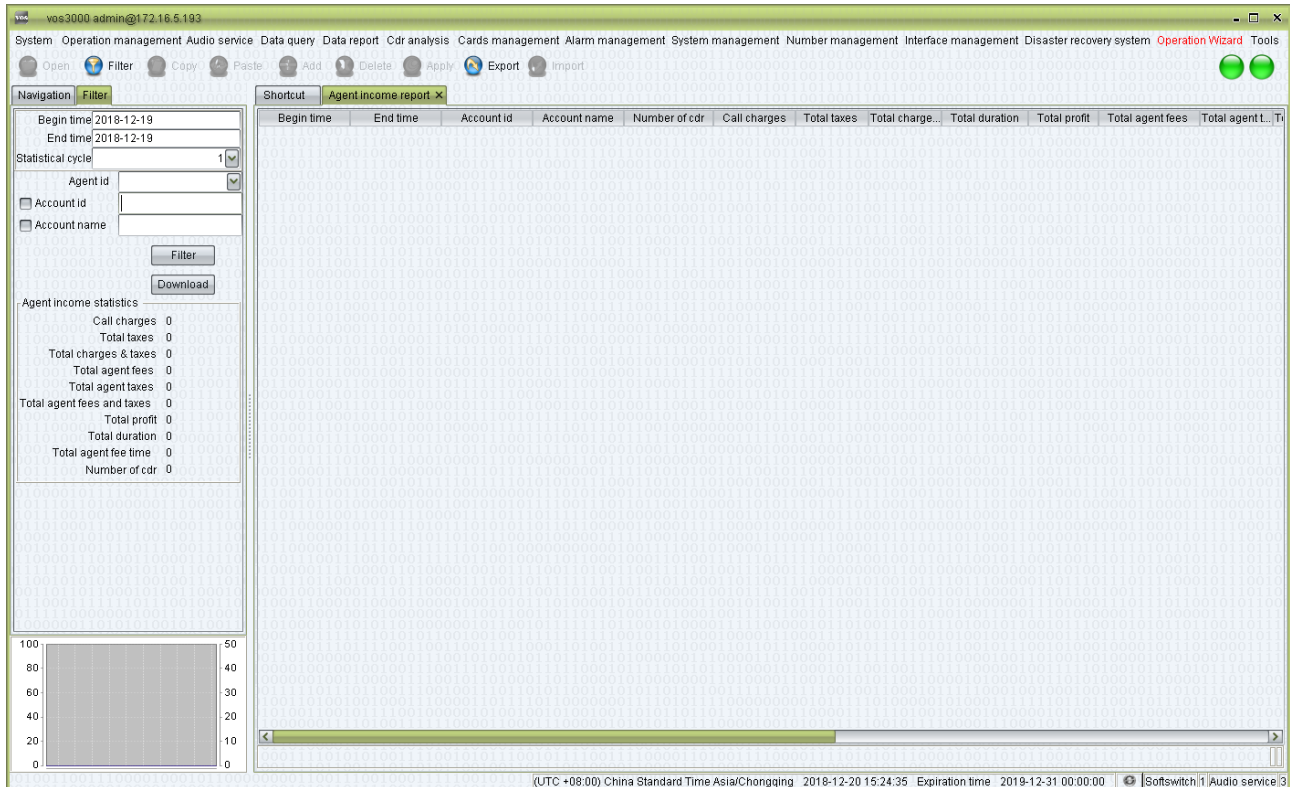 vos vos3000 admin@172.16.5.193
System Operation management Audio service Data query Data report Cdr analysis Cards management Alarm management System management Number management Interface management Disaster recovery system Operation Wizard Tools
Open Filter Copy Paste Add Delete Apply Export Import
Navigation Filter Shortcut Agent income report
Begin time End time Account id Account name Number of cdr Call charges Total taxes Total charge... Total duration Total profit Total agent fees Total agent t...
Begin time 2018-12-19
End time 2018-12-19
Statistical cycle 1
Agent id
Account id
Account name
Filter
Download
Agent income statistics
Call charges 0
Total taxes 0
Total charges & taxes 0
Total agent fees 0
Total agent taxes 0
Total agent fees and taxes 0
Total profit 0
Total duration 0
Total agent fee time 0
Number of cdr 0
100 50
80 40
60 30
40 20
20 10
0 0
(UTC +08:00) China Standard Time Asia/Chongqing 2018-12-20 15:24:35 Expiration time 2019-12-31 00:00:00 Softswitch 1 Audio service 3